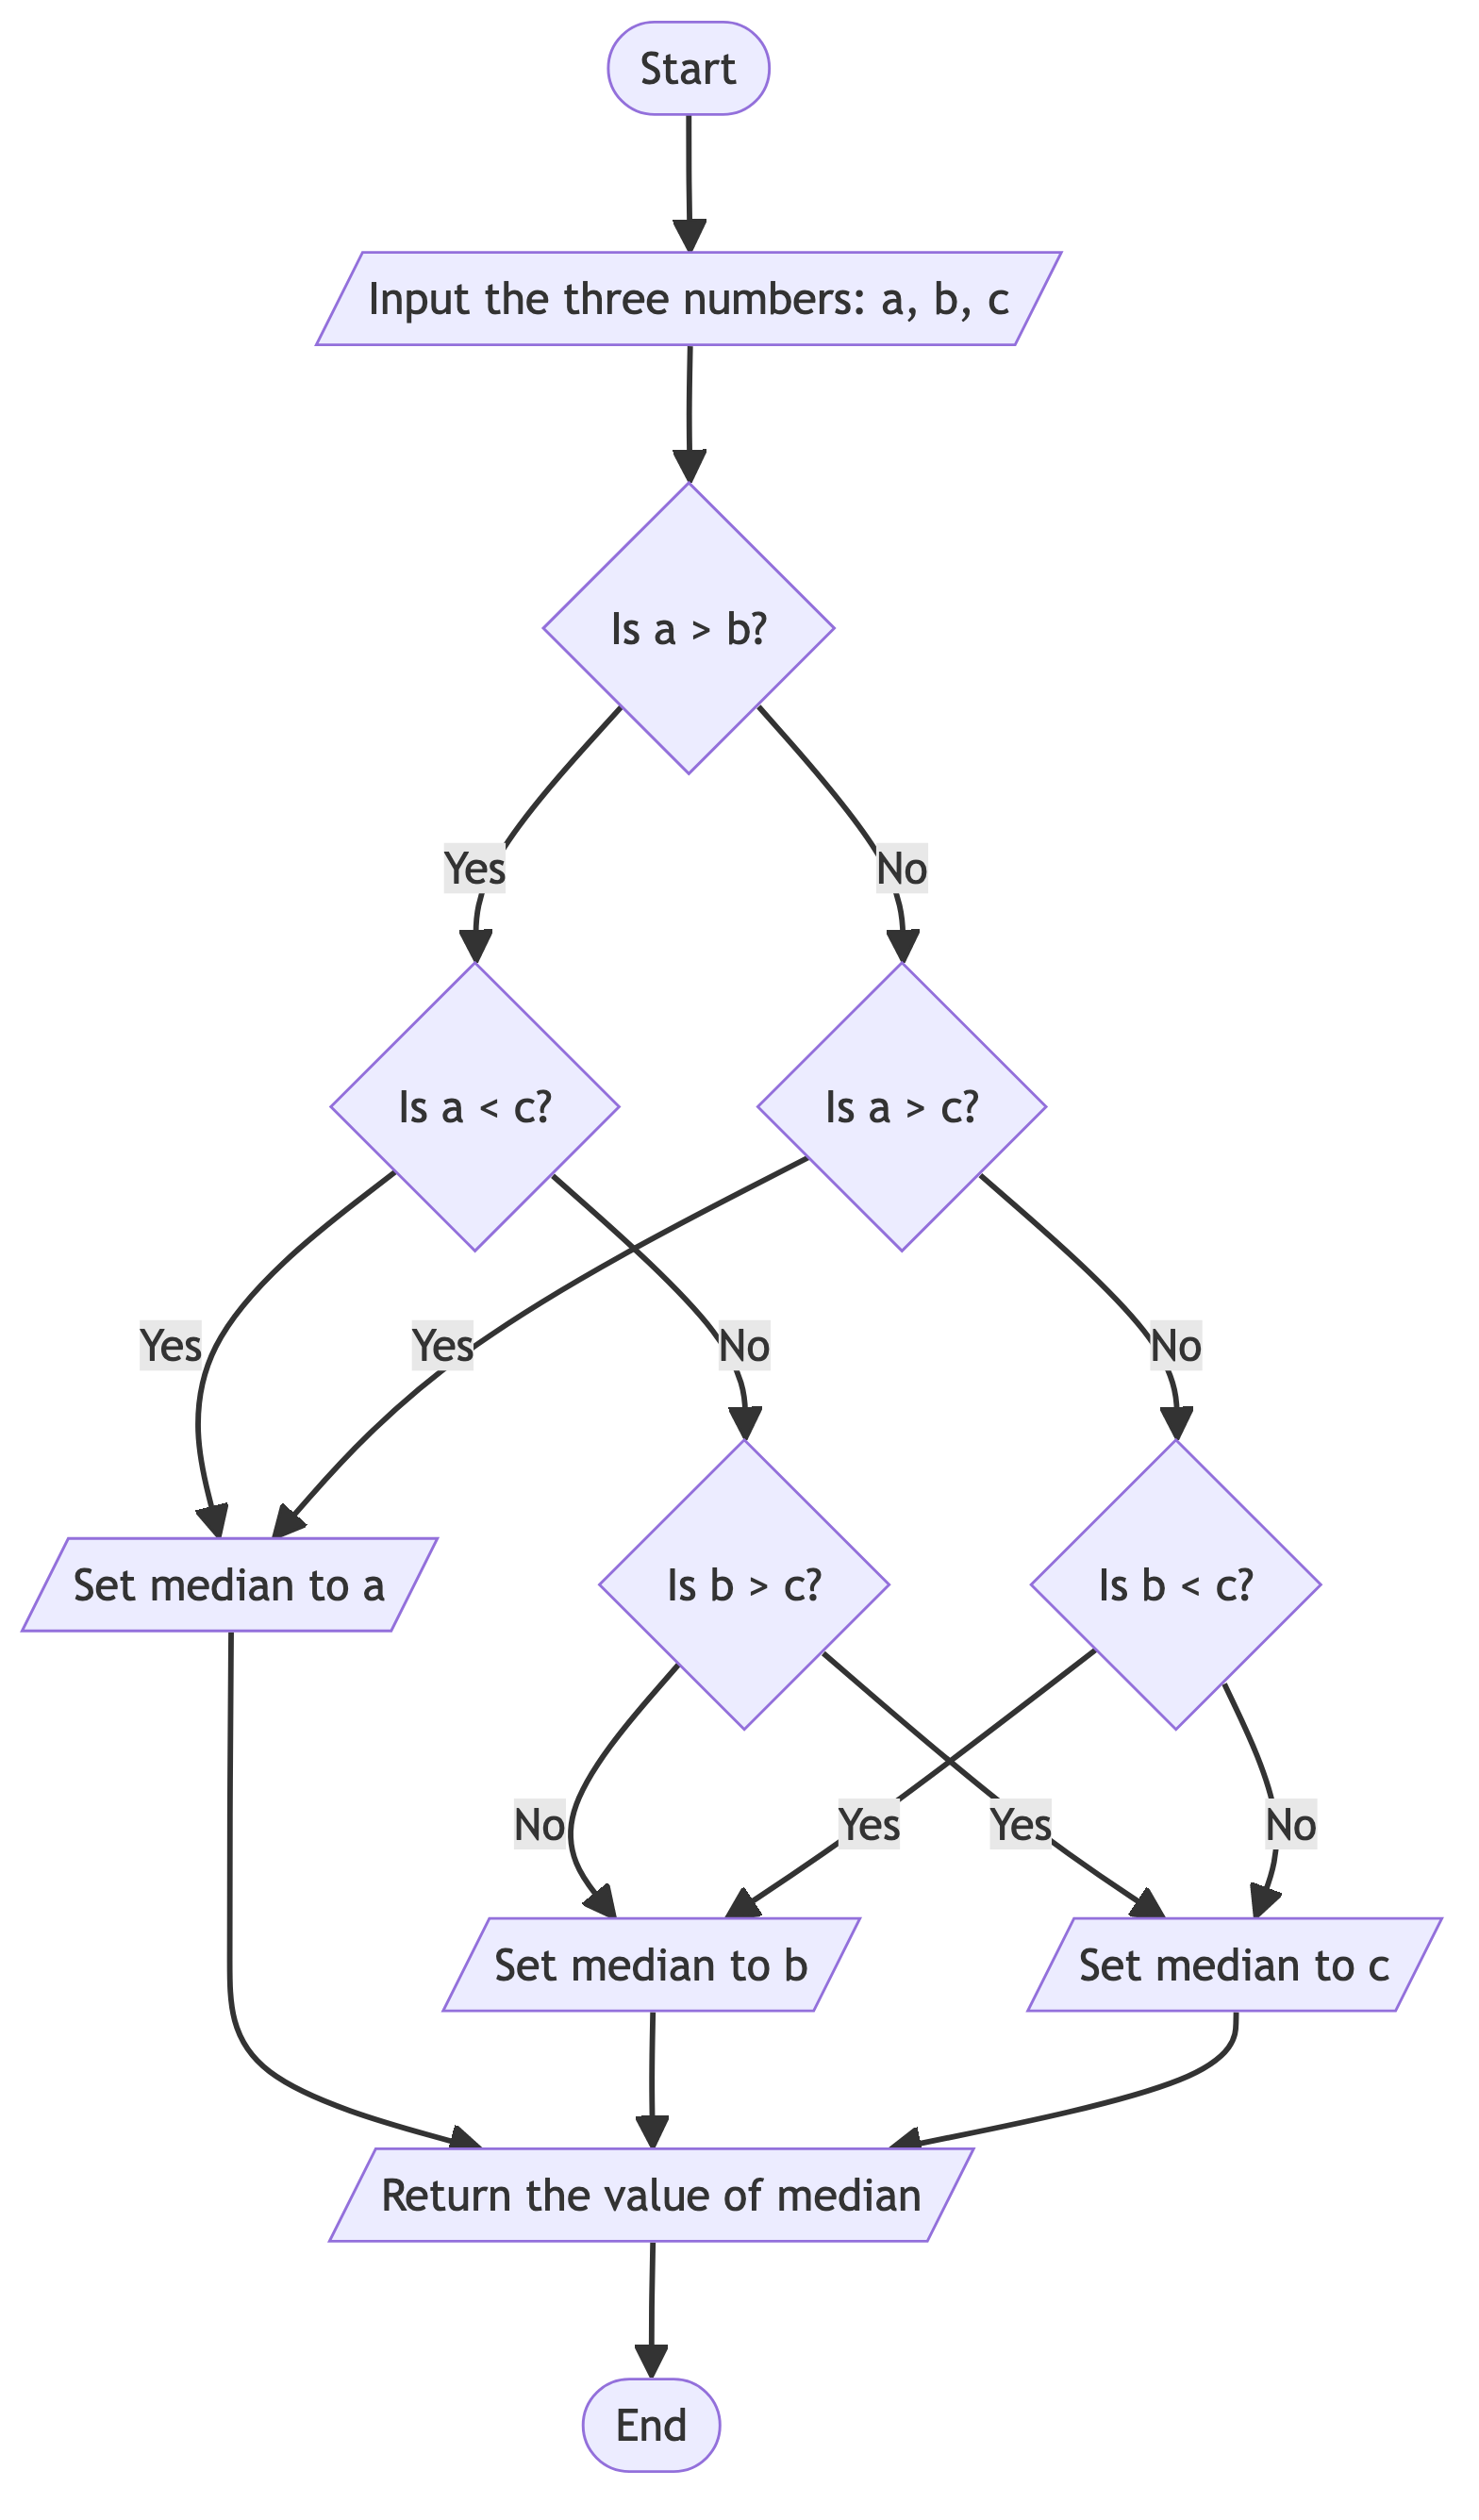 Start
Input the three numbers: a, b, c
Is a > b?
Yes
No
Is a < c?
Is a > c?
Yes
Yes
No
No
Set median to a
Is b > c?
Is b < c?
No
Yes
Yes
No
Set median to b
Set median to c
Return the value of median
End